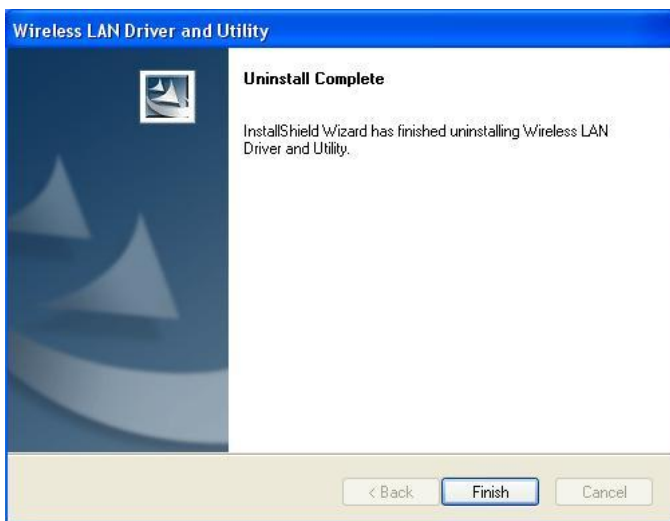 Wireless LAN Driver and Utility
Uninstall Complete
InstallShield Wizard has finished uninstalling Wireless LAN
Driver and Utility.
< Back
Finish
Cancel